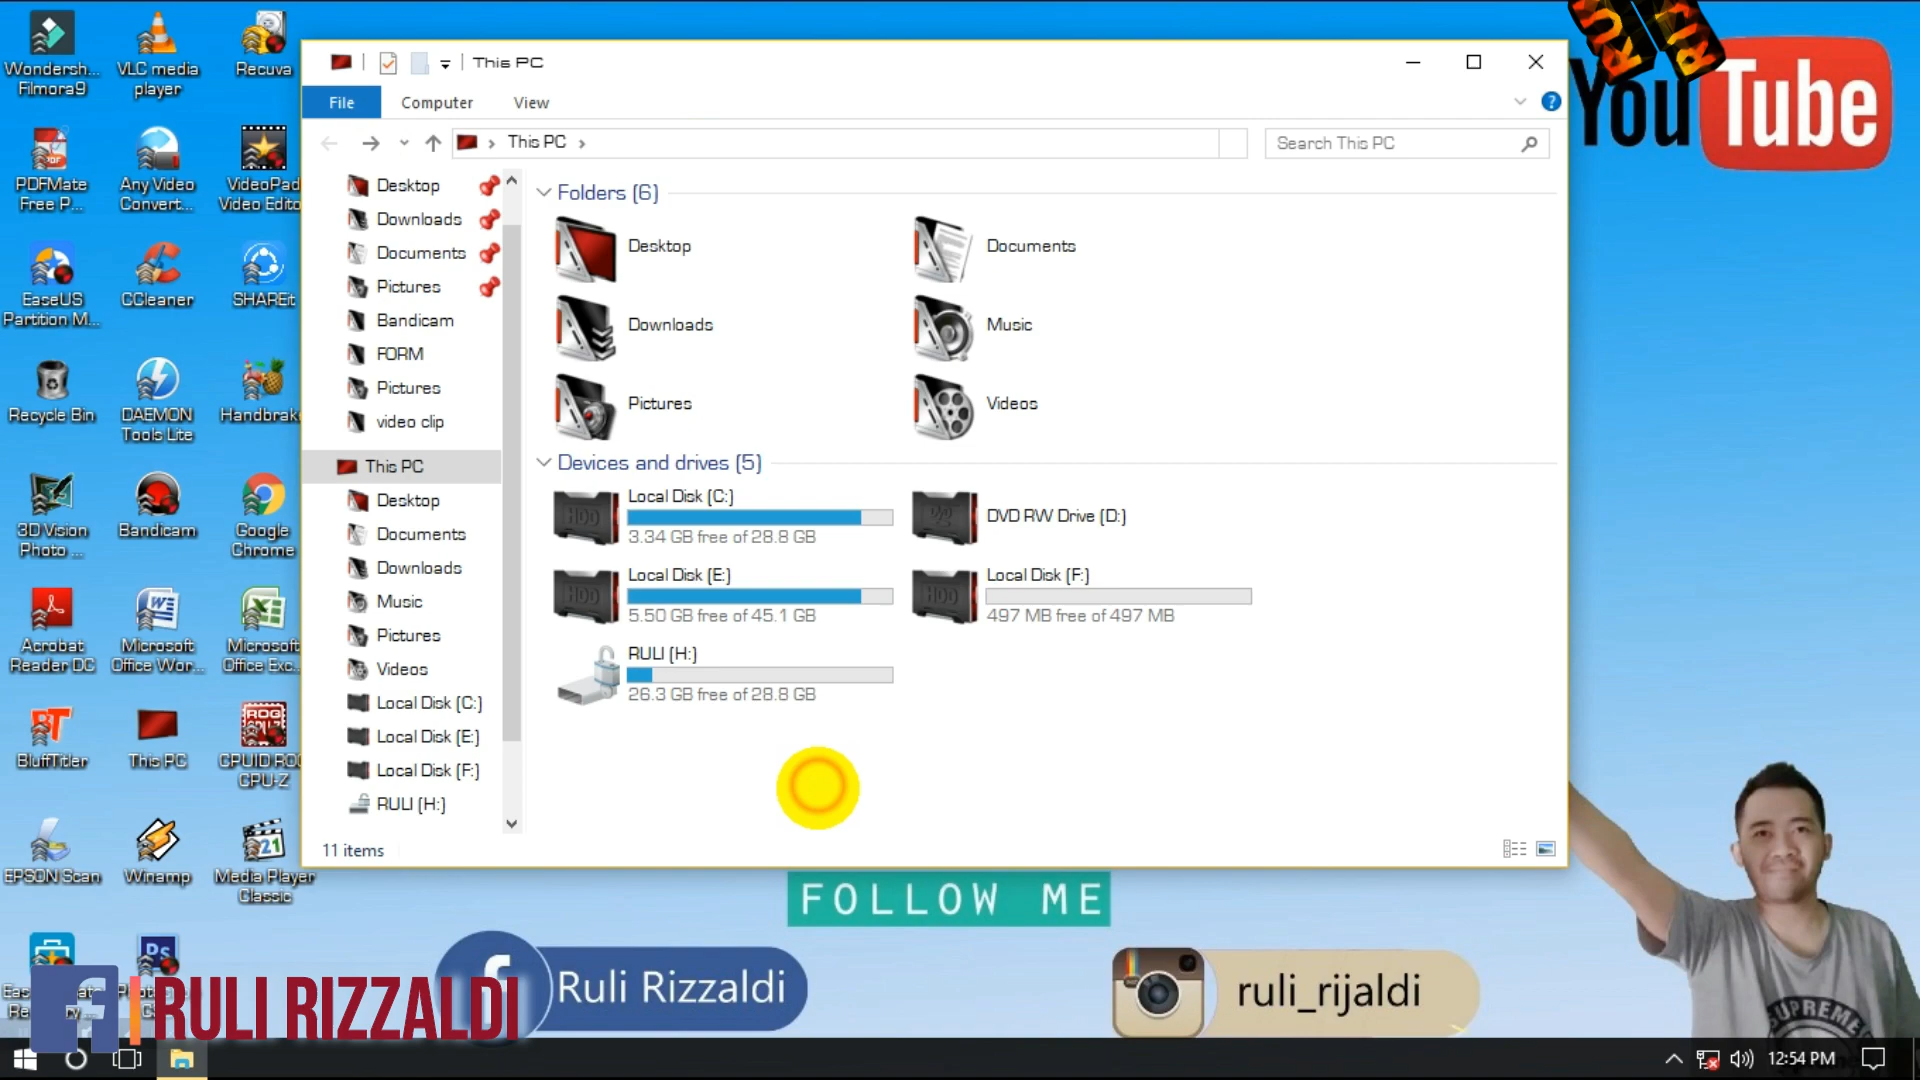 Wondersh...
Filmora9
VLC media
player
Recuva
PDFMate
Free P...
Any Video
Convert...
VideoPad
Video Edito
EaseUS
Partition M...
CCleaner
SHAREit
Recycle Bin
DAEMON
Tools Lite
Handbrak
3D Vision
Photo ...
Bandicam
Google
Chrome
Acrobat
Reader DC
Microsoft
Office Wor...
Microsoft
Office Exc...
BluffTitler
This PC
CPUID ROG
CPU-Z
EPSON Scan
Winamp
Media Player
Classic
This PC
File
Computer
View
This PC
Search This PC
Desktop
Downloads
Documents
Pictures
Bandicam
FORM
Pictures
video clip
This PC
Desktop
Documents
Downloads
Music
Pictures
Videos
Local Disk (C:)
Local Disk (E:)
Local Disk (F:)
RULI (H:)
Folders (6)
Desktop
Documents
Downloads
Music
Pictures
Videos
Devices and drives (5)
Local Disk (C:)
3.34 GB free of 28.8 GB
DVD RW Drive (D:)
Local Disk (E:)
5.50 GB free of 45.1 GB
Local Disk (F:)
497 MB free of 497 MB
RULI (H:)
26.3 GB free of 28.8 GB
11 items
YouTube
FOLLOW ME
Ruli Rizzaldi
ruli_rijaldi
RULI RIZZALDI
SUPREME
12:54 PM